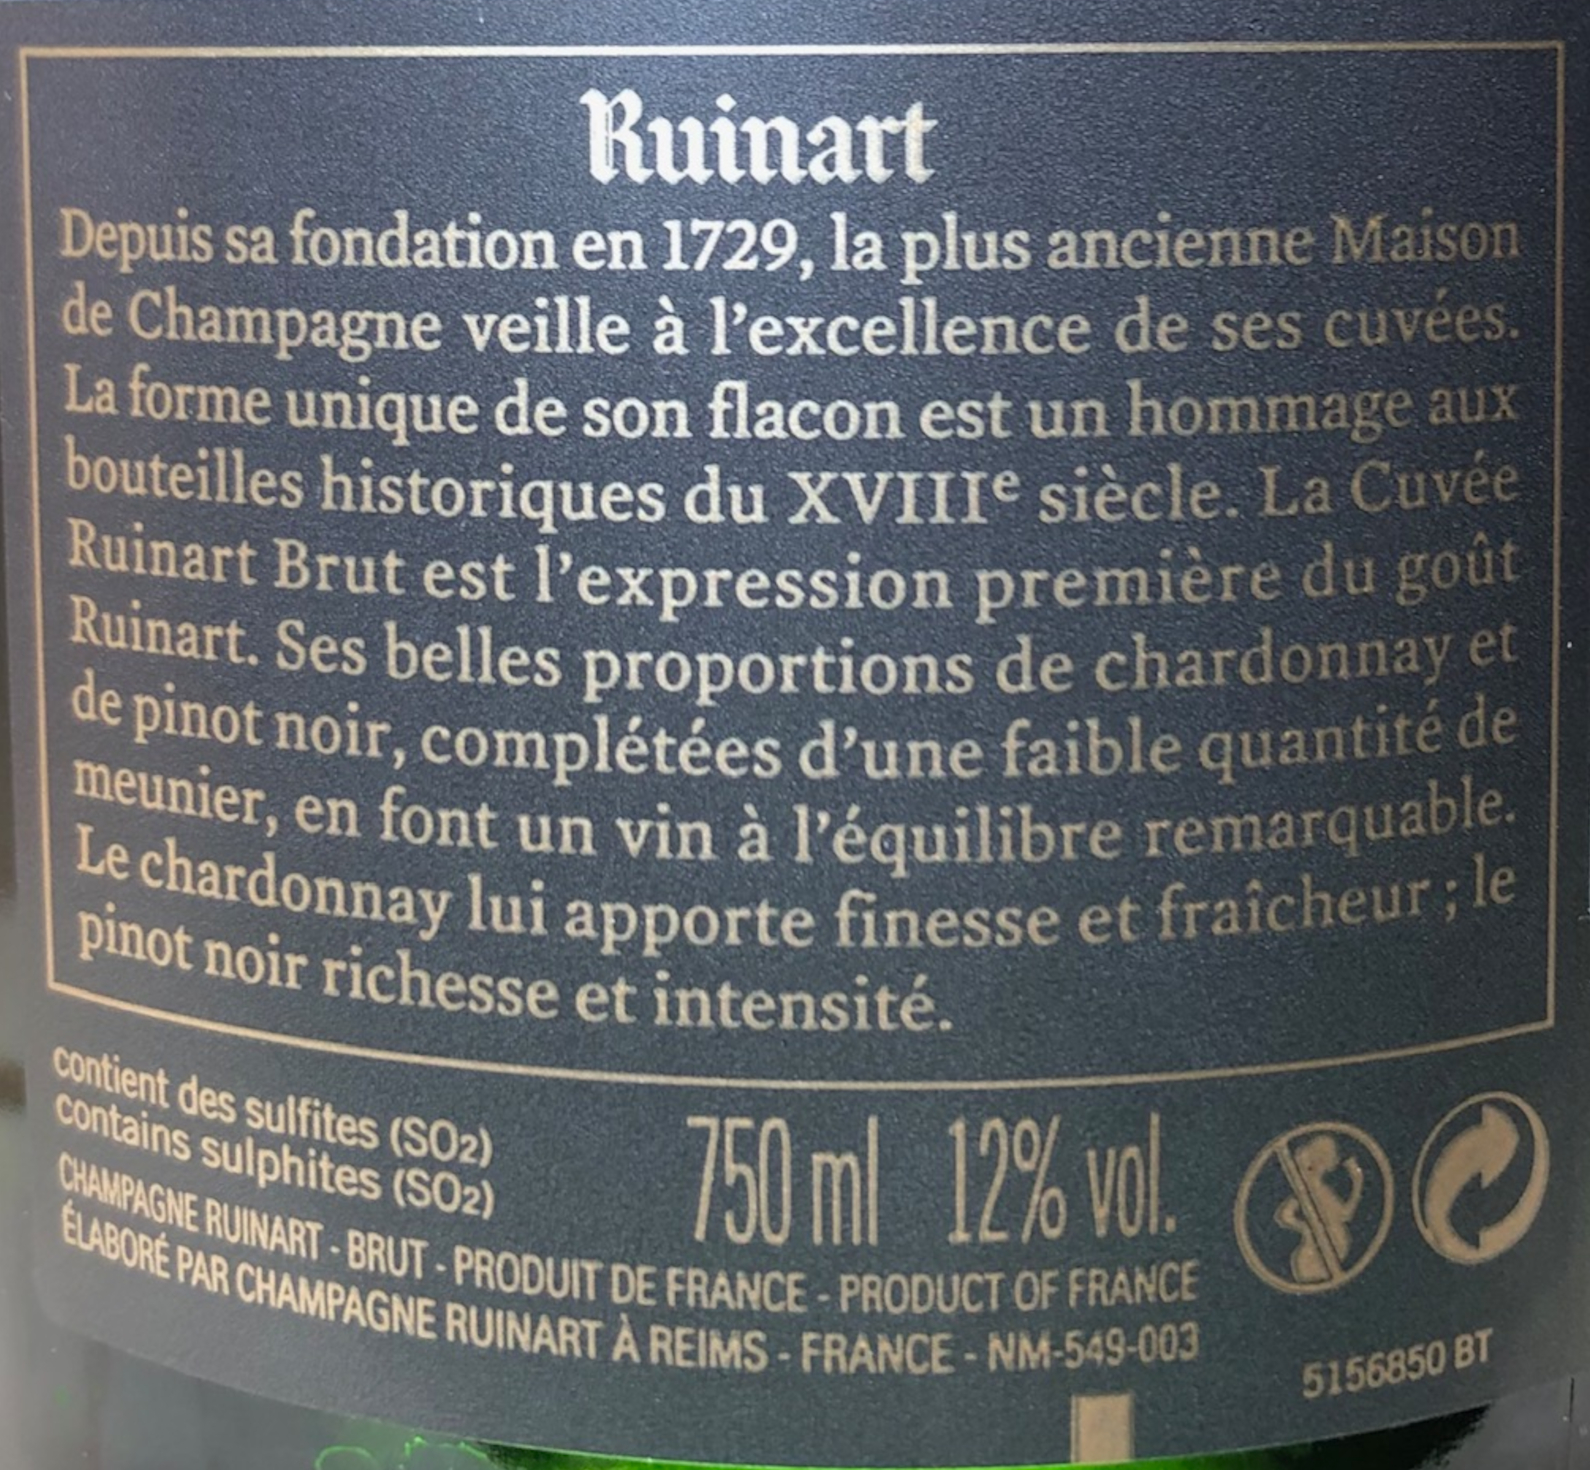 Ruinart
Depuis sa fondation en 1729, la plus ancienne Maison
de Champagne veille à l’excellence de ses cuvées.
La forme unique de son flacon est un hommage aux
bouteilles historiques du XVIIIᵉ siècle. La Cuvée
Ruinart Brut est l’expression première du goût
Ruinart. Ses belles proportions de chardonnay et
de pinot noir, complétées d’une faible quantité de
meunier, en font un vin à l’équilibre remarquable.
Le chardonnay lui apporte finesse et fraîcheur ; le
pinot noir richesse et intensité.
contient des sulfites (SO2)
contains sulphites (SO2)
750 ml 12% vol.
CHAMPAGNE RUINART - BRUT - PRODUIT DE FRANCE - PRODUCT OF FRANCE
ÉLABORÉ PAR CHAMPAGNE RUINART À REIMS - FRANCE - NM-549-003
5156850 BT